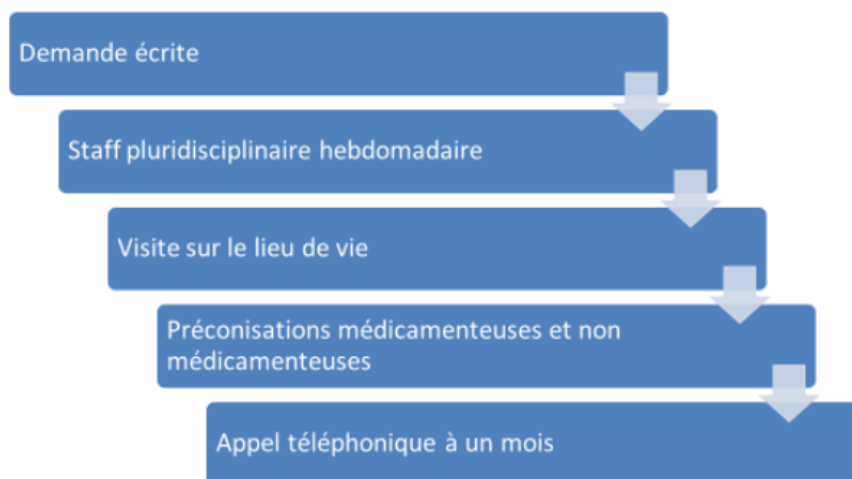 Demande écrite
Staff pluridisciplinaire hebdomadaire
Visite sur le lieu de vie
Préconisations médicamenteuses et non
médicamenteuses
Appel téléphonique à un mois